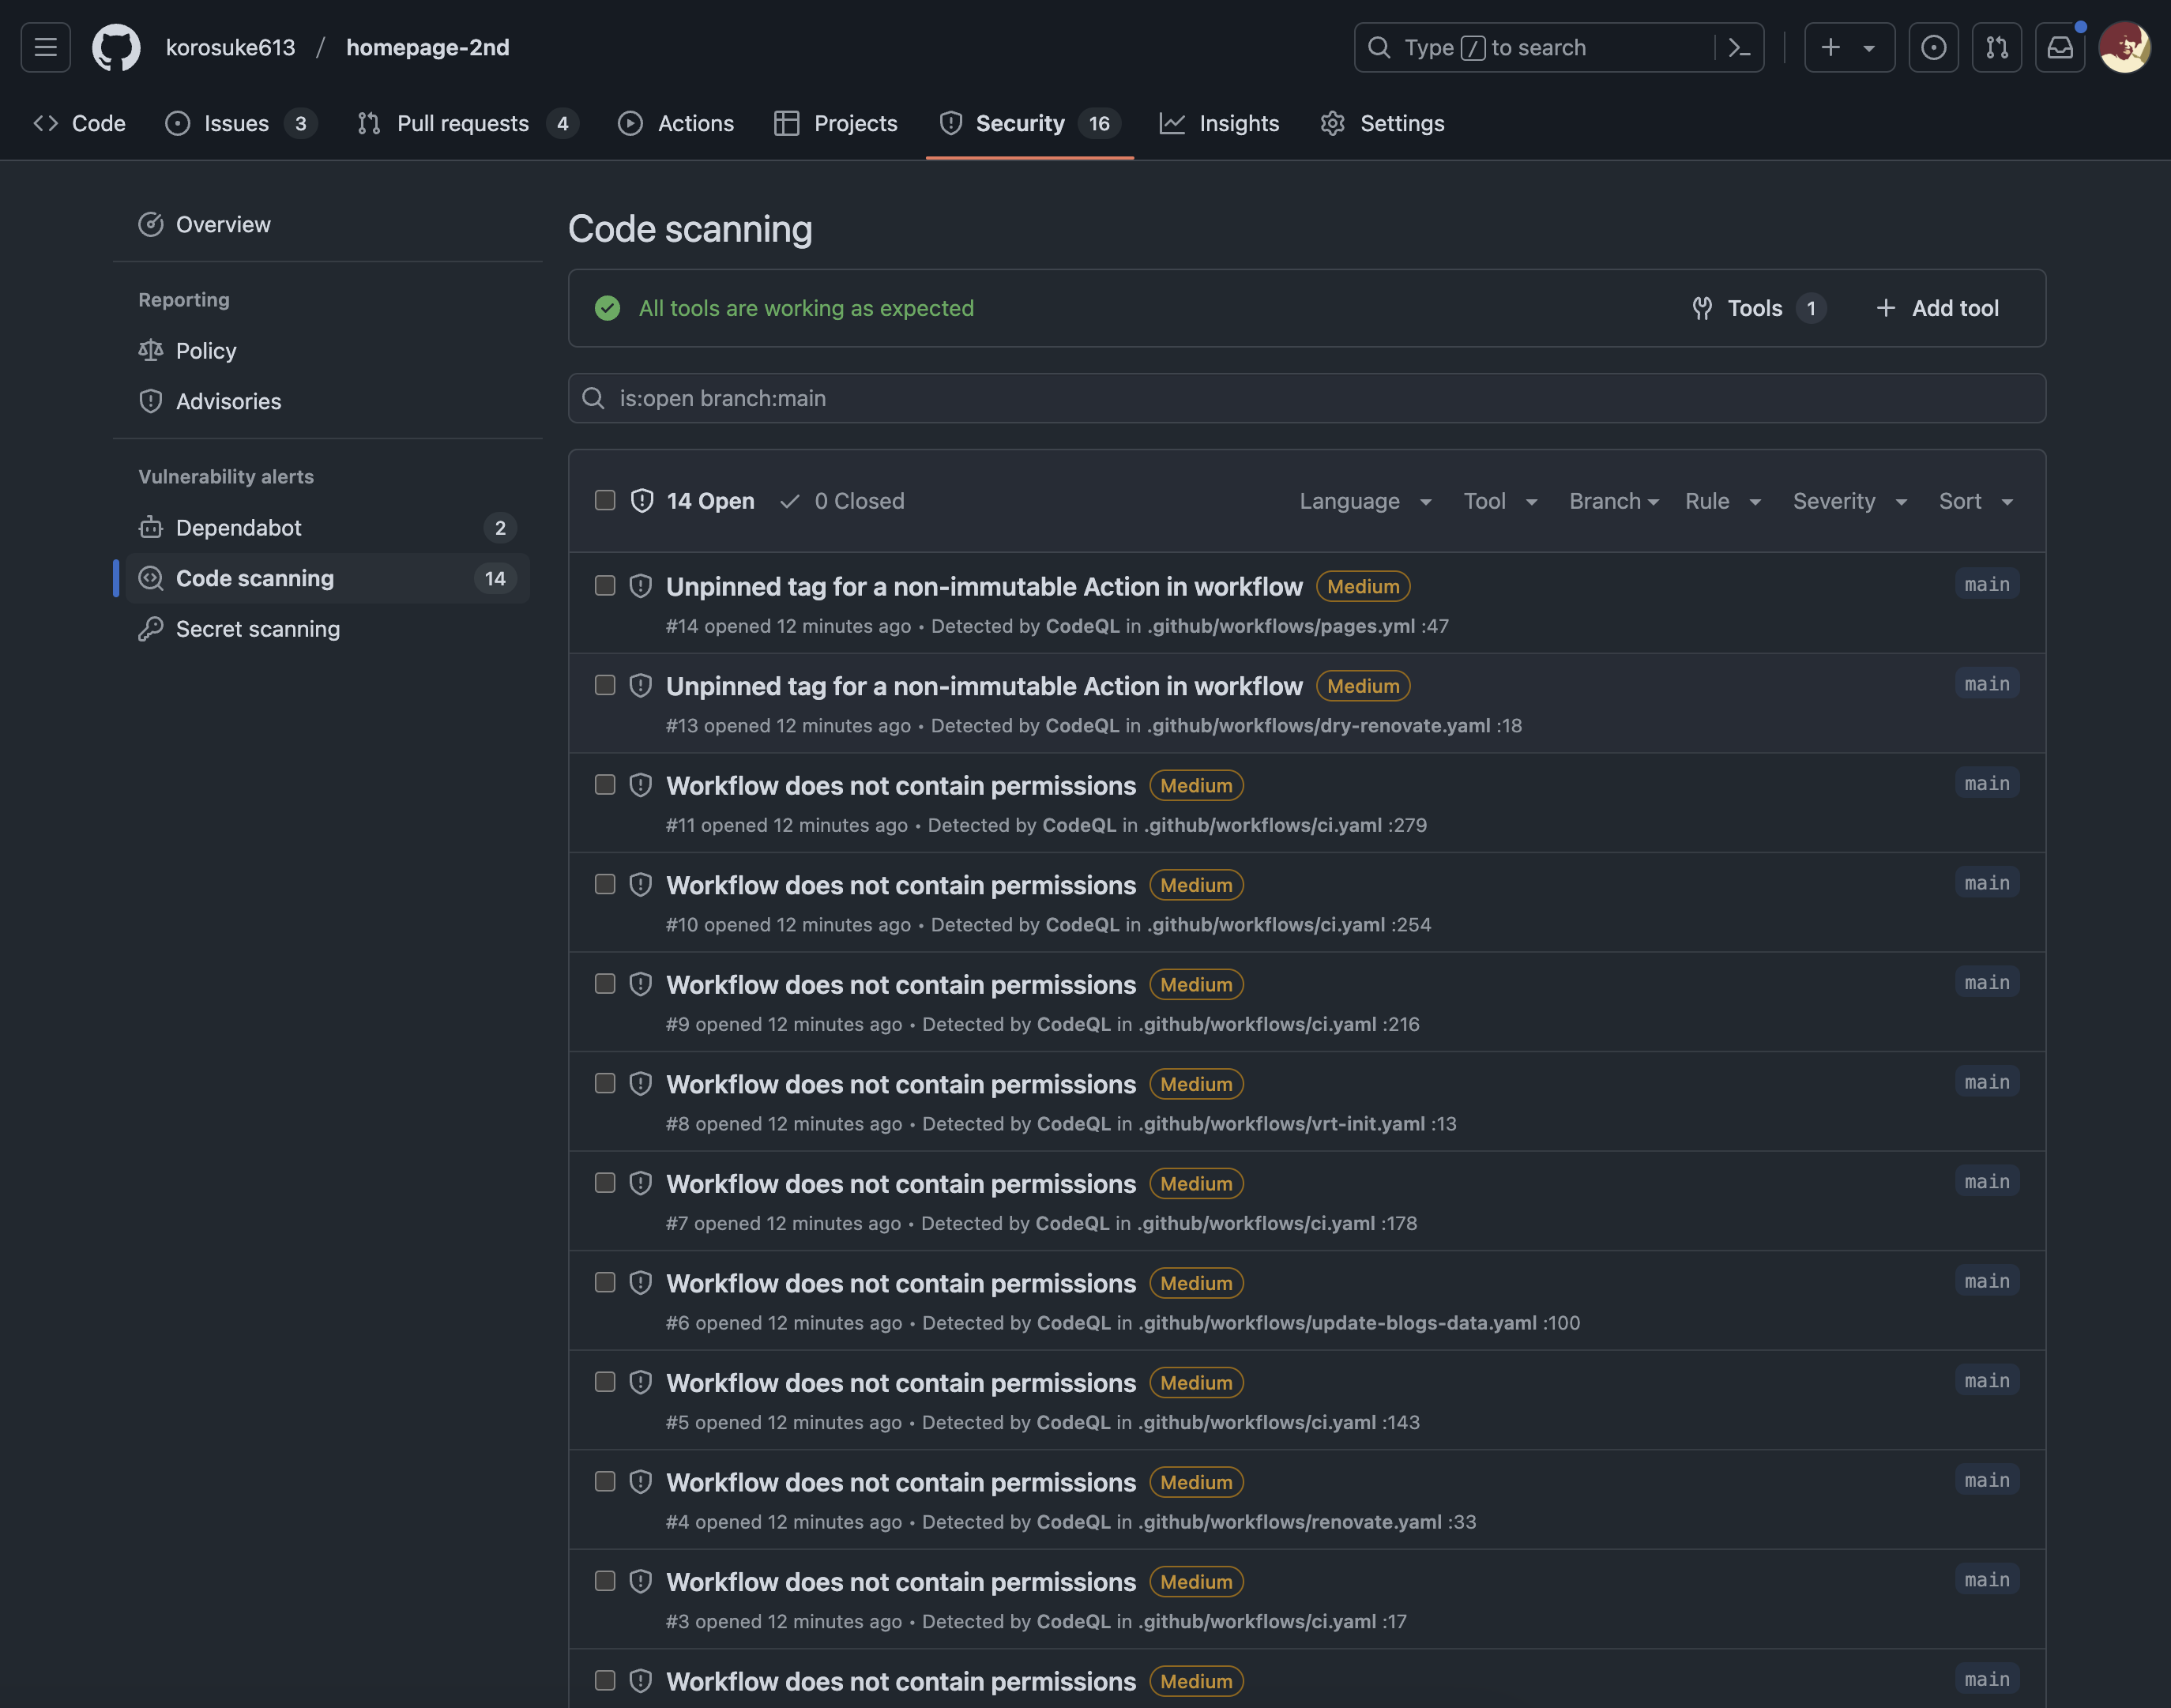 korosuke613 / homepage-2nd
Type / to search
Code
Issues 3
Pull requests 4
Actions
Projects
Security 16
Insights
Settings
Overview
Reporting
Policy
Advisories
Vulnerability alerts
Dependabot 2
Code scanning 14
Secret scanning
Code scanning
All tools are working as expected
Tools 1
Add tool
is:open branch:main
14 Open 0 Closed
Language Tool Branch Rule Severity Sort
Unpinned tag for a non-immutable Action in workflow Medium main
#14 opened 12 minutes ago • Detected by CodeQL in .github/workflows/pages.yml :47
Unpinned tag for a non-immutable Action in workflow Medium main
#13 opened 12 minutes ago • Detected by CodeQL in .github/workflows/dry-renovate.yaml :18
Workflow does not contain permissions Medium main
#11 opened 12 minutes ago • Detected by CodeQL in .github/workflows/ci.yaml :279
Workflow does not contain permissions Medium main
#10 opened 12 minutes ago • Detected by CodeQL in .github/workflows/ci.yaml :254
Workflow does not contain permissions Medium main
#9 opened 12 minutes ago • Detected by CodeQL in .github/workflows/ci.yaml :216
Workflow does not contain permissions Medium main
#8 opened 12 minutes ago • Detected by CodeQL in .github/workflows/vrt-init.yaml :13
Workflow does not contain permissions Medium main
#7 opened 12 minutes ago • Detected by CodeQL in .github/workflows/ci.yaml :178
Workflow does not contain permissions Medium main
#6 opened 12 minutes ago • Detected by CodeQL in .github/workflows/update-blogs-data.yaml :100
Workflow does not contain permissions Medium main
#5 opened 12 minutes ago • Detected by CodeQL in .github/workflows/ci.yaml :143
Workflow does not contain permissions Medium main
#4 opened 12 minutes ago • Detected by CodeQL in .github/workflows/renovate.yaml :33
Workflow does not contain permissions Medium main
#3 opened 12 minutes ago • Detected by CodeQL in .github/workflows/ci.yaml :17
Workflow does not contain permissions Medium main